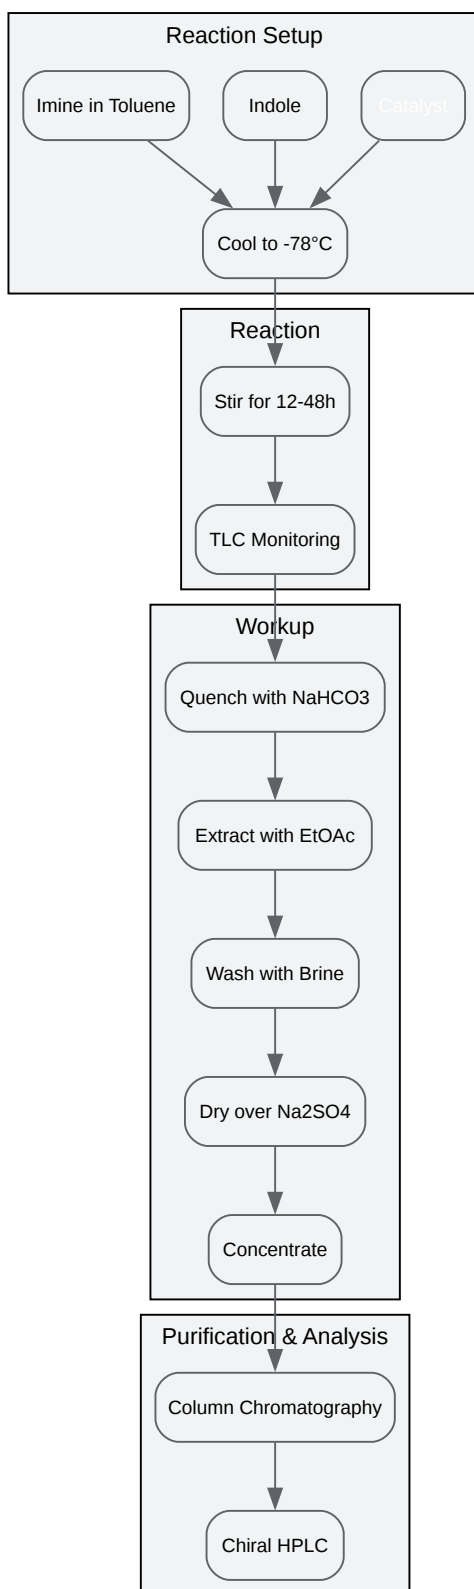 Reaction Setup
Imine in Toluene
Indole
Catalyst
Cool to -78°C
Reaction
Stir for 12-48h
TLC Monitoring
Workup
Quench with NaHCO3
Extract with EtOAc
Wash with Brine
Dry over Na2SO4
Concentrate
Purification & Analysis
Column Chromatography
Chiral HPLC